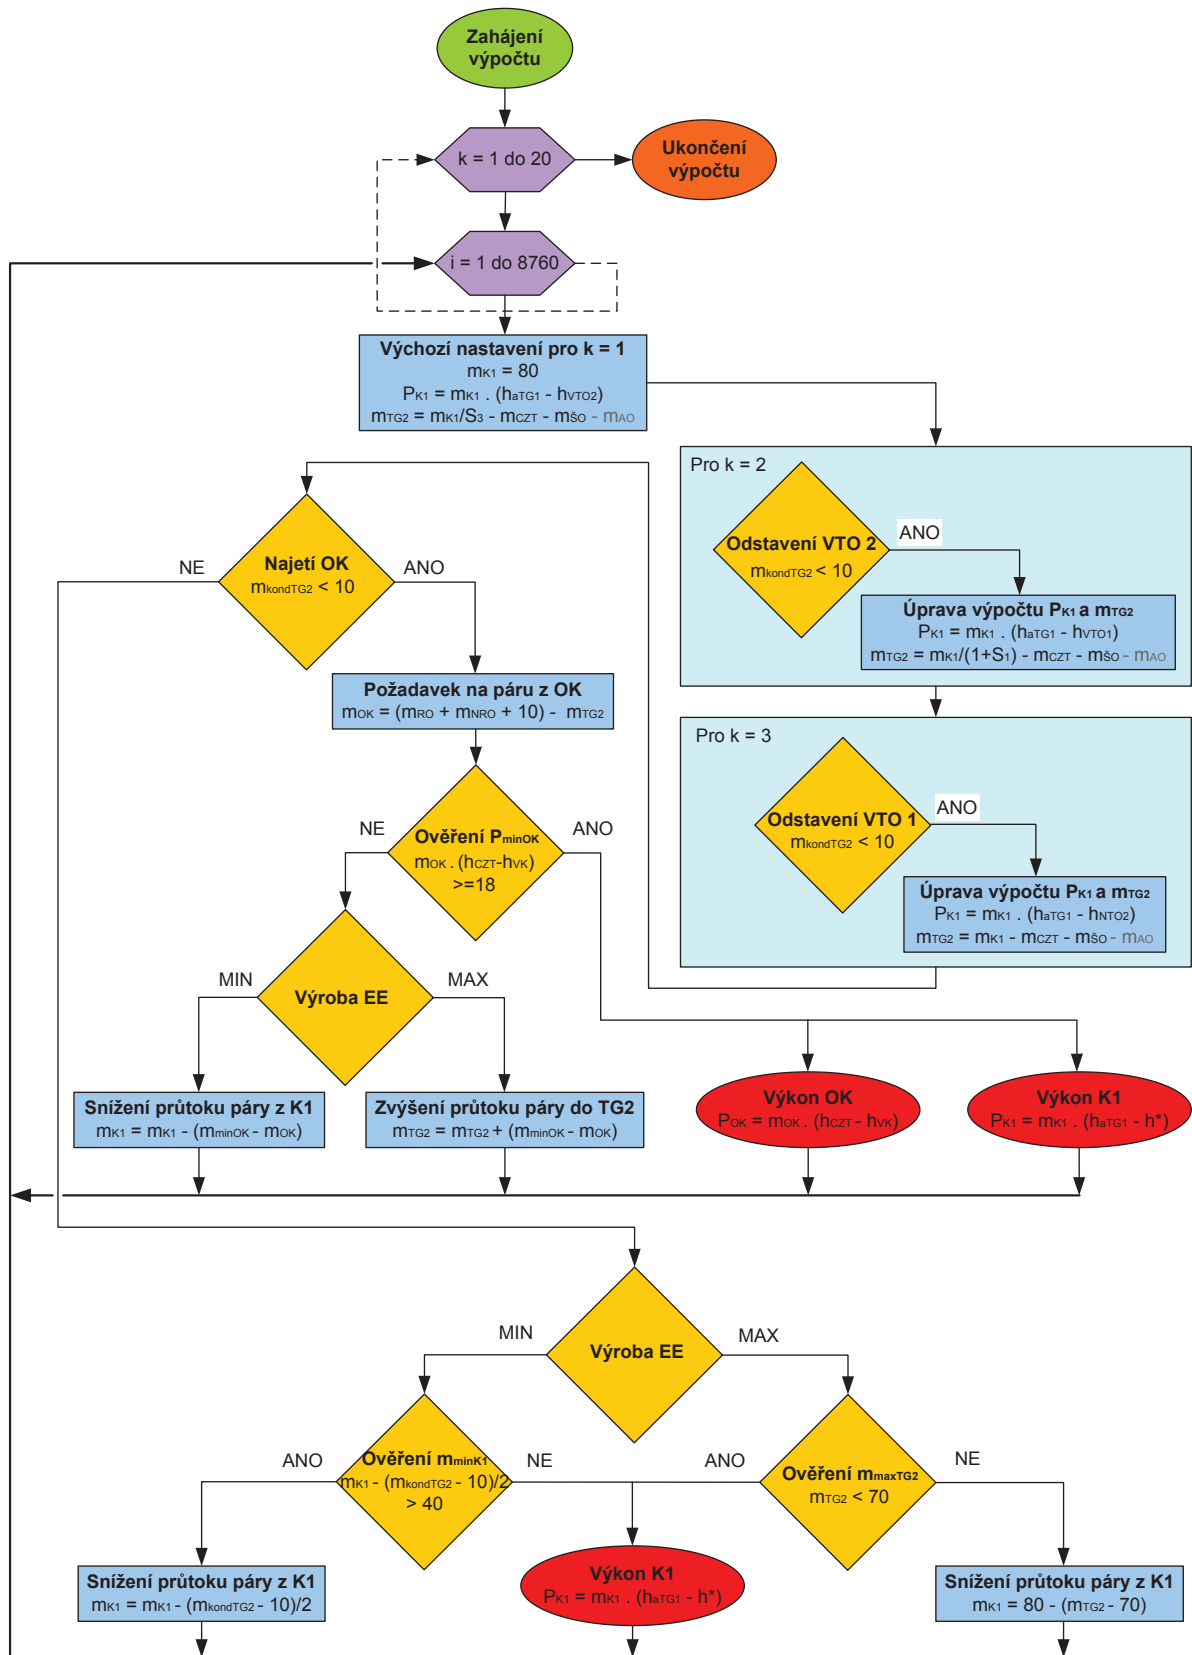 Zahájení
výpočtu
k = 1 do 20
Ukončení
výpočtu
i = 1 do 8760
Výchozí nastavení pro k = 1
mK1 = 80
PK1 = mK1 . (haTG1 - hVTO2)
mTG2 = mK1/S3 - mCZT - mŠO - mAO
Pro k = 2
Odstavení VTO 2
mkondTG2 < 10
ANO
Úprava výpočtu PK1 a mTG2
PK1 = mK1 . (haTG1 - hVTO1)
mTG2 = mK1/(1+S1) - mCZT - mŠO - mAO
Pro k = 3
Odstavení VTO 1
mkondTG2 < 10
ANO
Úprava výpočtu PK1 a mTG2
PK1 = mK1 . (haTG1 - hNTO2)
mTG2 = mK1 - mCZT - mŠO - mAO
NE
Najetí OK
mkondTG2 < 10
ANO
Požadavek na páru z OK
mOK = (mRO + mNRO + 10) - mTG2
NE
Ověření PminOK
mOK . (hCZT-hVK)
>=18
ANO
MIN
Výroba EE
MAX
Snížení průtoku páry z K1
mK1 = mK1 - (mminOK - mOK)
Zvýšení průtoku páry do TG2
mTG2 = mTG2 + (mminOK - mOK)
Výkon OK
POK = mOK . (hCZT - hVK)
Výkon K1
PK1 = mK1 . (haTG1 - h*)
MIN
Výroba EE
MAX
ANO
Ověření mminK1
mK1 - (mkondTG2 - 10)/2
> 40
NE
ANO
Ověření mmaxTG2
mTG2 < 70
NE
Snížení průtoku páry z K1
mK1 = mK1 - (mkondTG2 - 10)/2
Výkon K1
PK1 = mK1 . (haTG1 - h*)
Snížení průtoku páry z K1
mK1 = 80 - (mTG2 - 70)